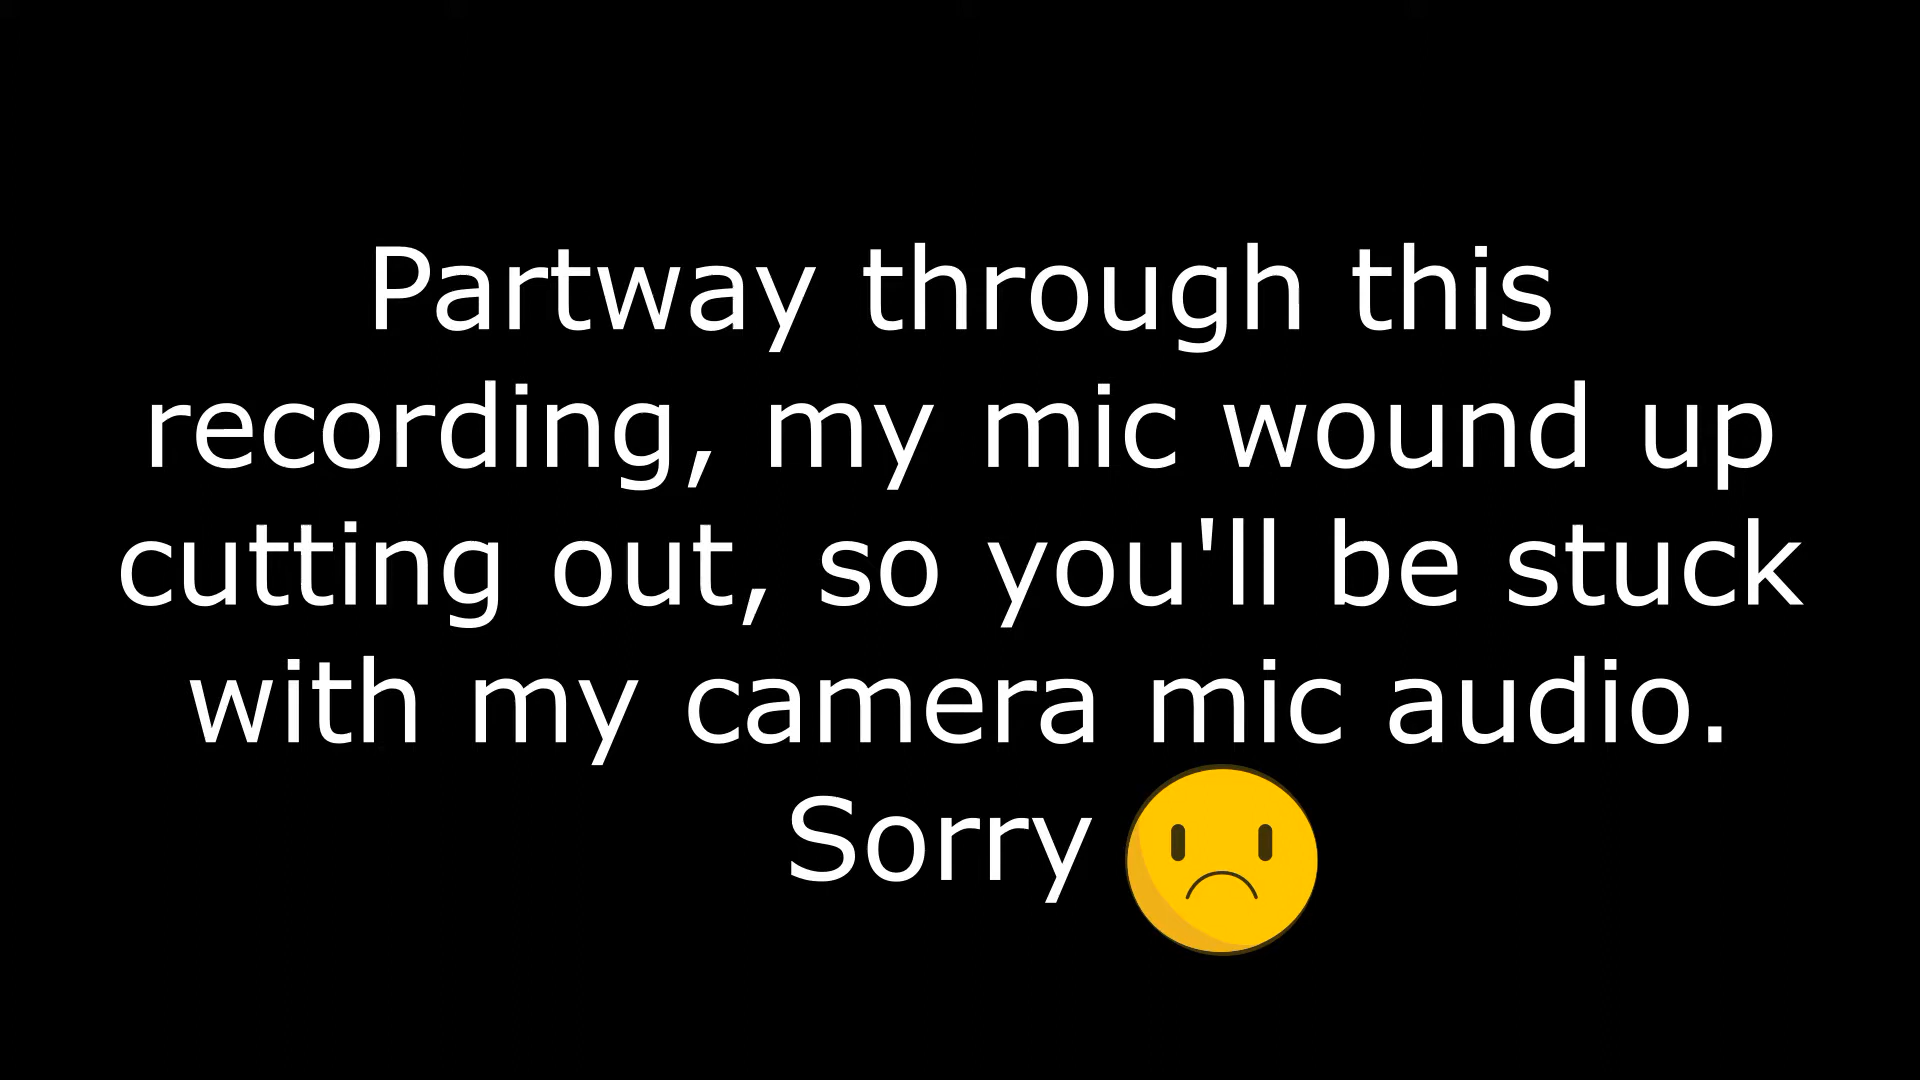 Partway through this
recording, my mic wound up
cutting out, so you'll be stuck
with my camera mic audio.
Sorry